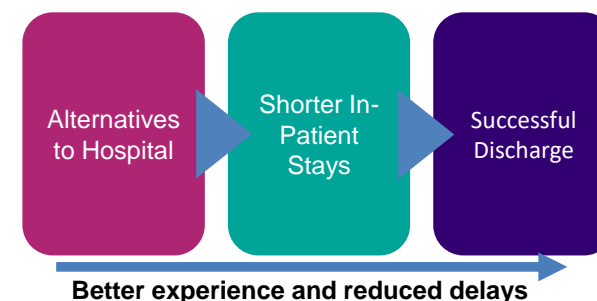 Alternatives
to Hospital
Shorter In-
Patient
Stays
Successful
Discharge
Better experience and reduced delays